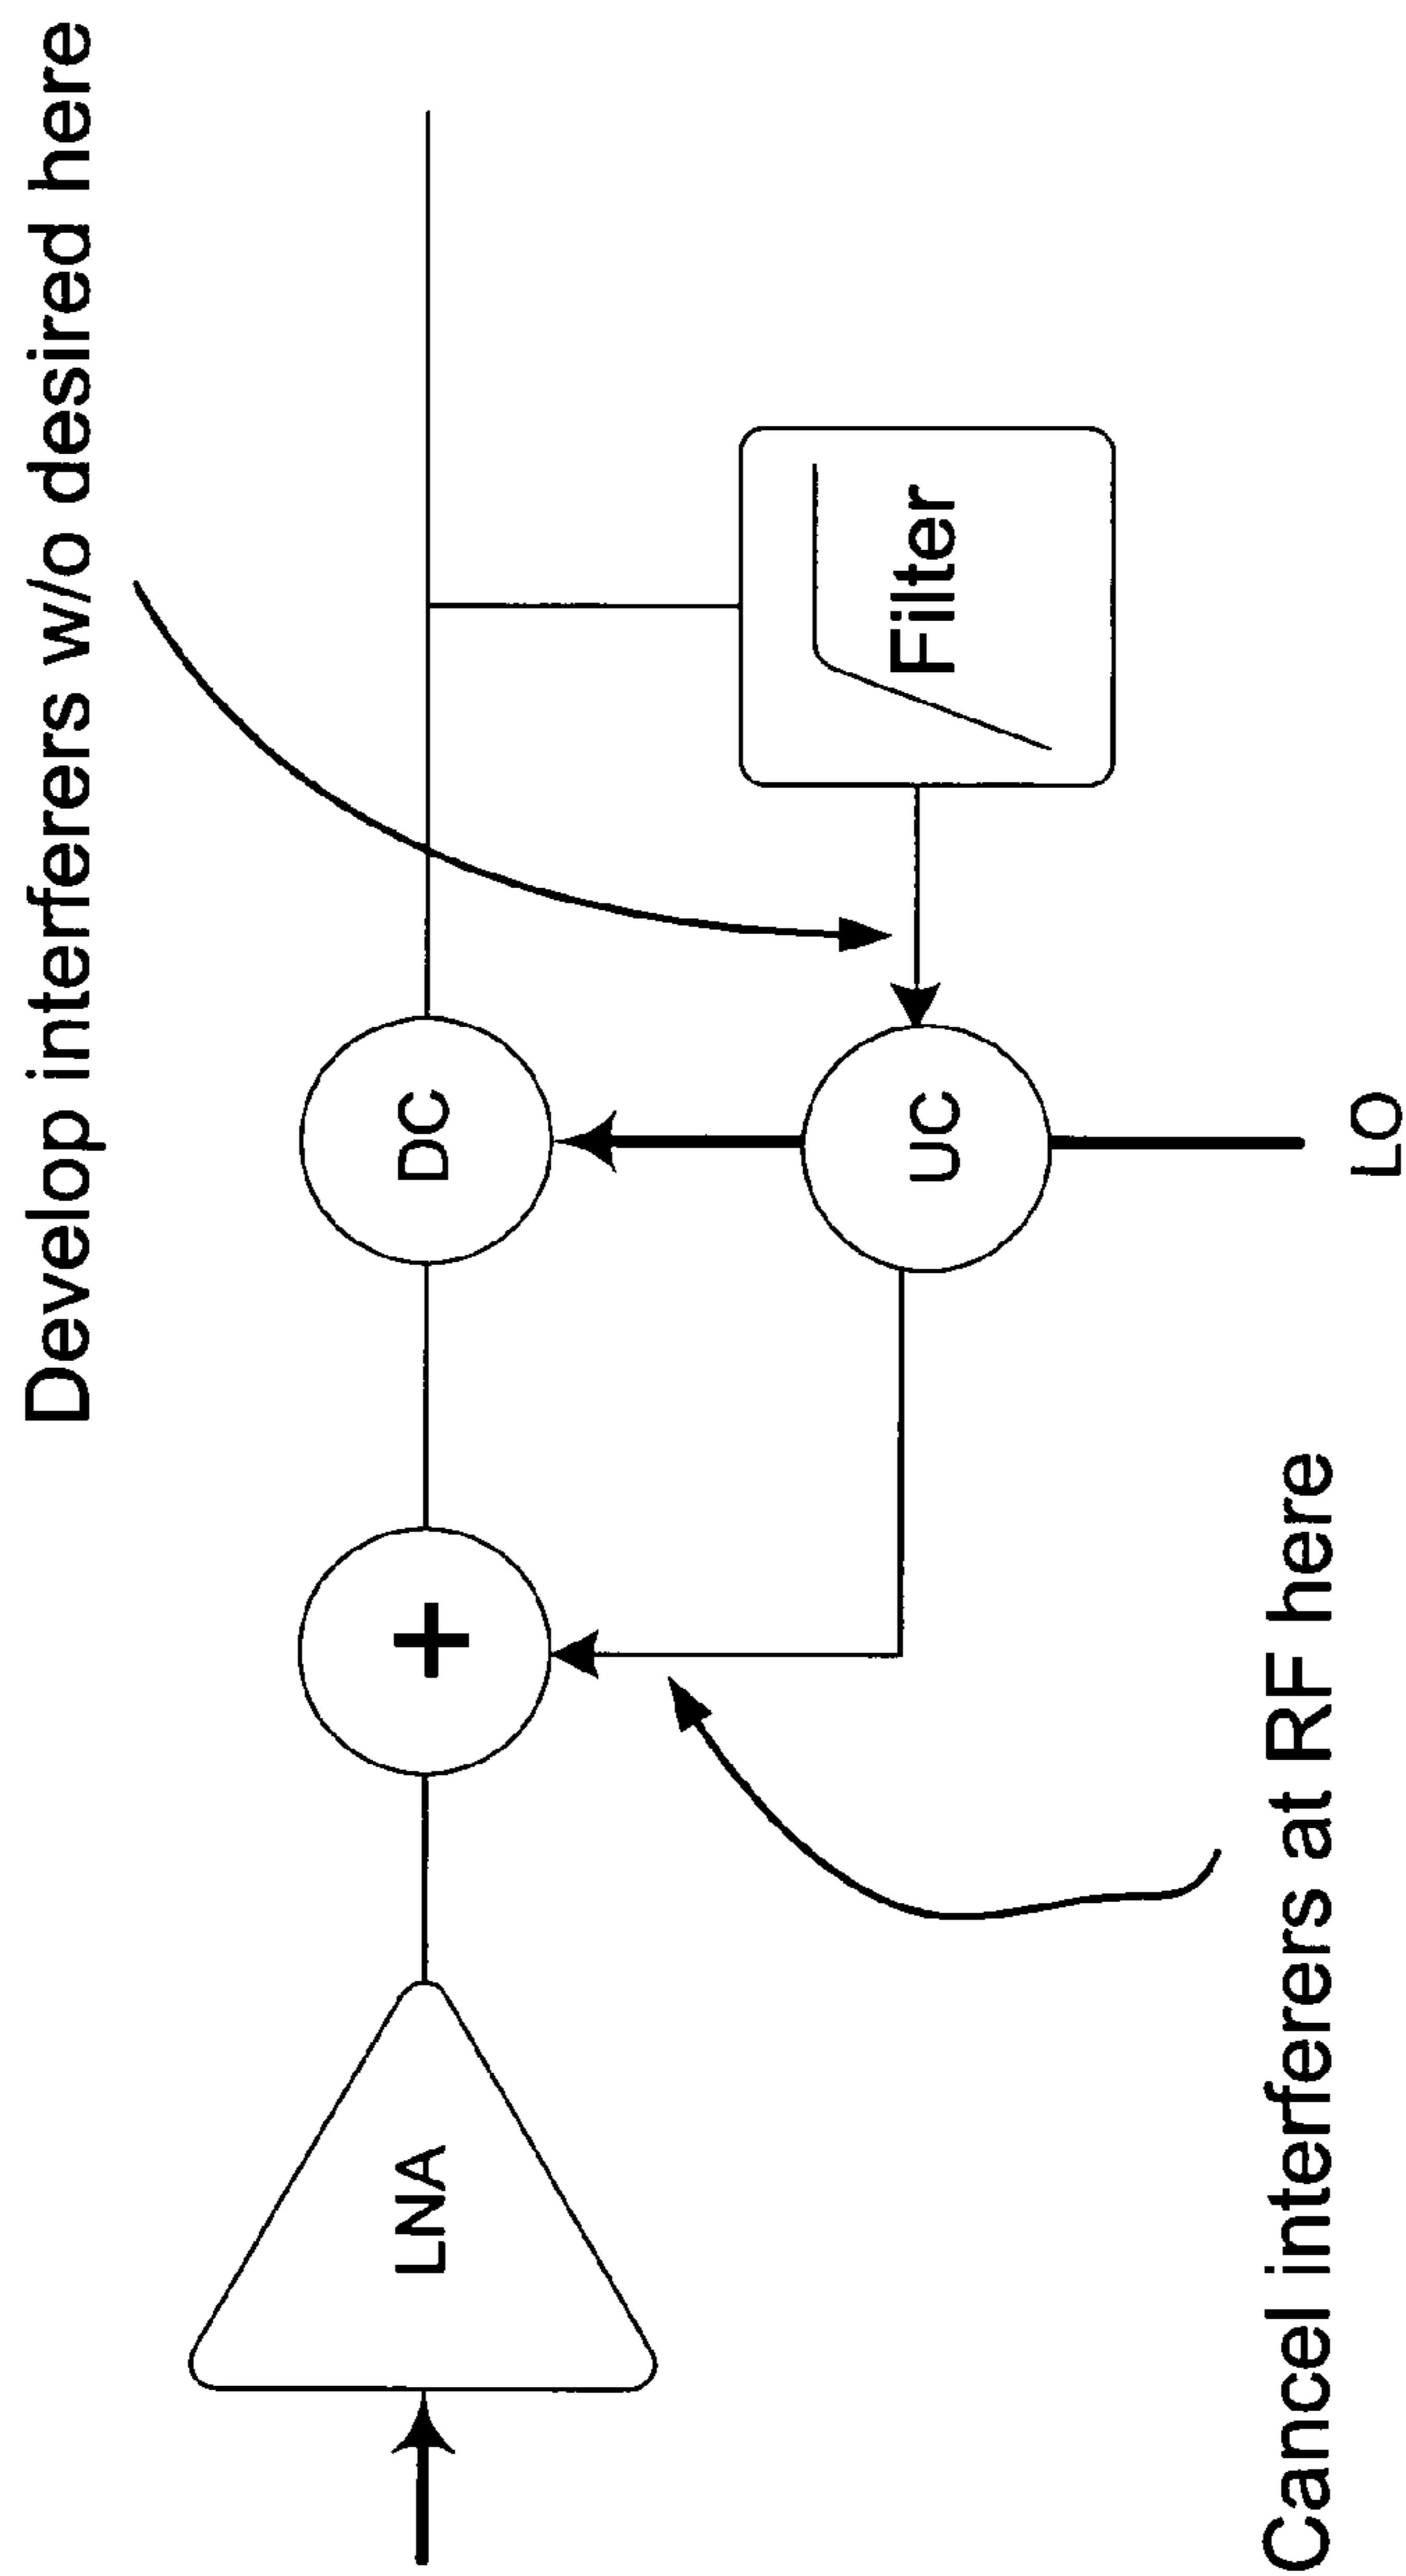 Develop interferers w/o desired here
LNA
+
DC
Filter
UC
LO
Cancel interferers at RF here